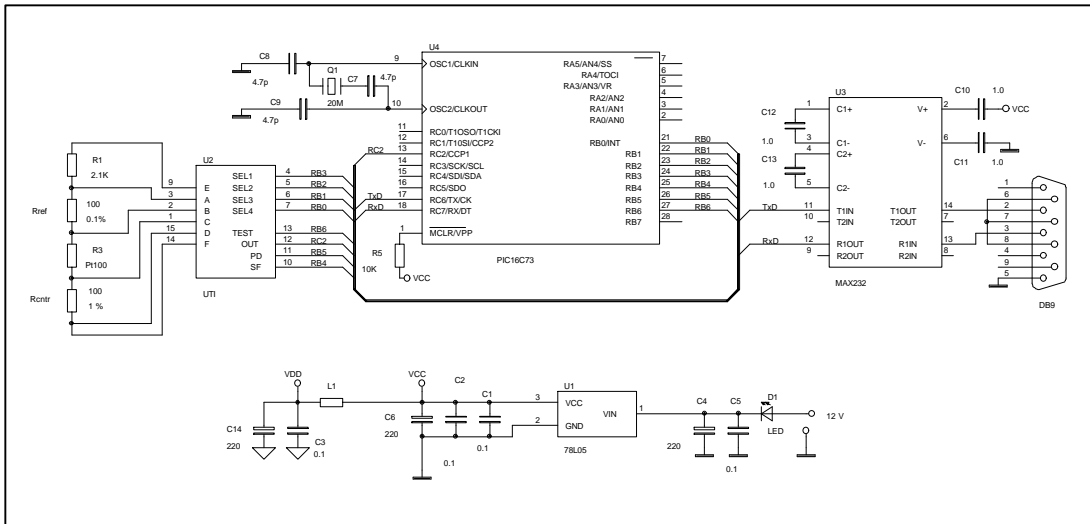 U4
C8
4.7p
9
OSC1/CLKIN
Q1
C7
4.7p
20M
C9
4.7p
10
OSC2/CLKOUT
11
RC0/T1OSO/T1CKI
12
RC1/T10SI/CCP2
RC2
13
RC2/CCP1
14
RC3/SCK/SCL
15
RC4/SDI/SDA
16
RC5/SDO
TxD
17
RC6/TX/CK
RxD
18
RC7/RX/DT
1
MCLR/VPP
R5
10K
VCC
PIC16C73
RA5/AN4/SS
7
RA4/TOCI
6
RA3/AN3/VR
5
RA2/AN2
4
RA1/AN1
3
RA0/AN0
2
RB0/INT
21
RB0
RB1
22
RB1
RB2
23
RB2
RB3
24
RB3
RB4
25
RB4
RB5
26
RB5
RB6
27
RB6
RB7
28
R1
2.1K
Rref
100
0.1%
R3
Pt100
Rcntr
100
1 %
U2
9
E
3
A
2
B
1
C
15
D
14
F
SEL1
4
RB3
SEL2
5
RB2
SEL3
6
RB1
SEL4
7
RB0
TEST
13
RB6
OUT
12
RC2
PD
11
RB5
SF
10
RB4
UTI
U3
C12
1.0
1
C1+
3
C1-
C13
1.0
4
C2+
5
C2-
TxD
11
T1IN
10
T2IN
RxD
12
R1OUT
9
R2OUT
V+
2
C10
1.0
VCC
V-
6
C11
1.0
T1OUT
14
T2OUT
7
R1IN
13
R2IN
8
MAX232
1
6
2
7
3
8
4
9
5
DB9
VDD
L1
VCC
C2
C1
U1
C14
220
C3
0.1
C6
220
0.1
0.1
3
VCC
2
GND
VIN
1
78L05
C4
220
C5
0.1
D1
LED
12 V